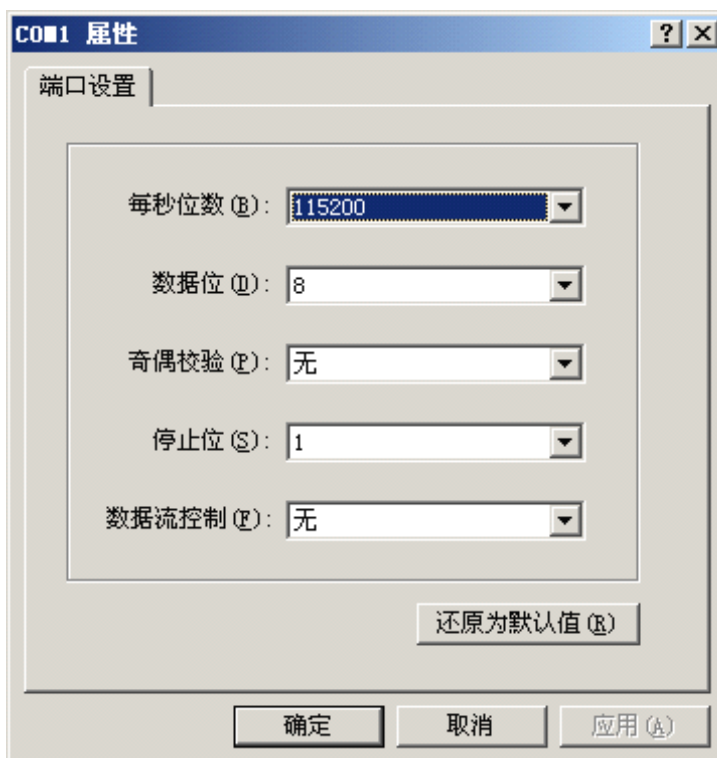 COM1 属性
端口设置
每秒位数(B): 115200
数据位(D): 8
奇偶校验(P): 无
停止位(S): 1
数据流控制(F): 无
还原为默认值(R)
确定 取消 应用(A)